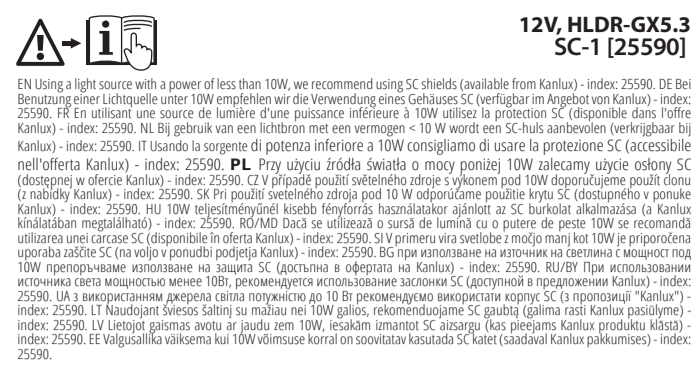 12V, HLDR-GX5.3
SC-1 [25590]
EN Using a light source with a power of less than 10W, we recommend using SC shields (available from Kanlux) - index: 25590. DE Bei
Benutzung einer Lichtquelle unter 10W empfehlen wir die Verwendung eines Gehäuses SC (verfügbar im Angebot von Kanlux) - index:
25590. FR En utilisant une source de lumière d'une puissance inférieure à 10W utilisez la protection SC (disponible dans l'offre
Kanlux) - index: 25590. NL Bij gebruik van een lichtbron met een vermogen < 10 W wordt een SC-huls aanbevolen (verkrijgbaar bij
Kanlux) - index: 25590. IT Usando la sorgente di potenza inferiore a 10W consigliamo di usare la protezione SC (accessibile
nell'offerta Kanlux) - index: 25590. PL Przy użyciu źródła światła o mocy poniżej 10W zalecamy użycie osłony SC
(dostępnej w ofercie Kanlux) - index: 25590. CZ V případě použití světelného zdroje s výkonem pod 10W doporučujeme použít clonu
(z nabídky Kanlux) - index: 25590. SK Pri použití svetelného zdroja pod 10 W odporúčame použitie krytu SC (dostupného v ponuke
Kanlux) - index: 25590. HU 10W teljesítményűnél kisebb fényforrás használatakor ajánlott az SC burkolat alkalmazása (a Kanlux
kínálatában megtalálható) - index: 25590. RO/MD Dacă se utilizează o sursă de lumină cu o putere de peste 10W se recomandă
utilizarea unei carcase SC (disponibile în oferta Kanlux) - index: 25590. SI V primeru vira svetlobe z močjo manj kot 10W je priporočena
uporaba zaščite SC (na voljo v ponudbi podjetja Kanlux) - index: 25590. BG при използване на източник на светлина с мощност под
10W препоръчваме използване на защита SC (достъпна в офертата на Kanlux) - index: 25590. RU/BY При использовании
источника света мощностью менее 10Вт, рекомендуется использование заслонки SC (доступной в предложении Kanlux) - index:
25590. UA з використанням джерела світла потужністю до 10 Вт рекомендуємо використати корпус SC (з пропозиції "Kanlux") -
index: 25590. LT Naudojant šviesos šaltinį su mažiau nei 10W galios, rekomenduojame SC gaubtą (galima rasti Kanlux pasiūlyme) -
index: 25590. LV Lietojot gaismas avotu ar jaudu zem 10W, iesakām izmantot SC aizsargu (kas pieejams Kanlux produktu klāstā) -
index: 25590. EE Valgusallika väiksema kui 10W võimsuse korral on soovitatav kasutada SC katet (saadaval Kanlux pakkumises) - index:
25590.